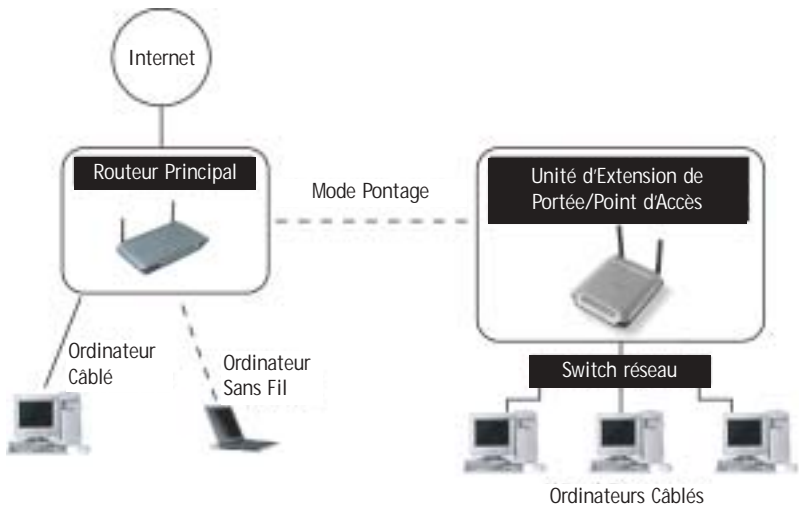 Internet
Routeur Principal
Mode Pontage
Unité d'Extension de
Portée/Point d'Accès
Ordinateur
Câblé
Ordinateur
Sans Fil
Switch réseau
Ordinateurs Câblés